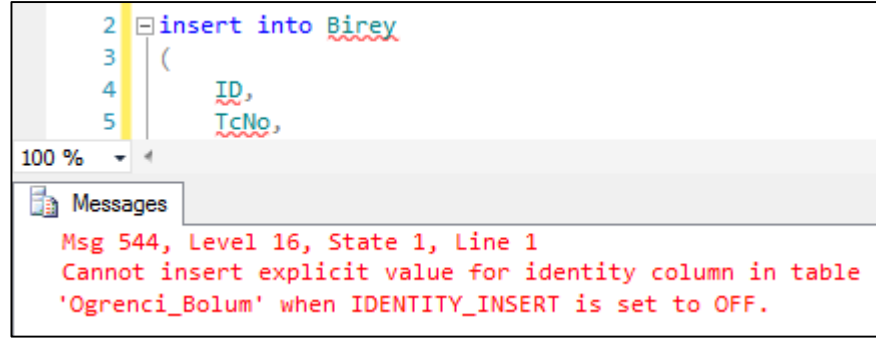 2 insert into Birey
3 (
4 ID,
5 TcNo,
100 %
Messages
Msg 544, Level 16, State 1, Line 1
Cannot insert explicit value for identity column in table
'Ogrenci_Bolum' when IDENTITY_INSERT is set to OFF.